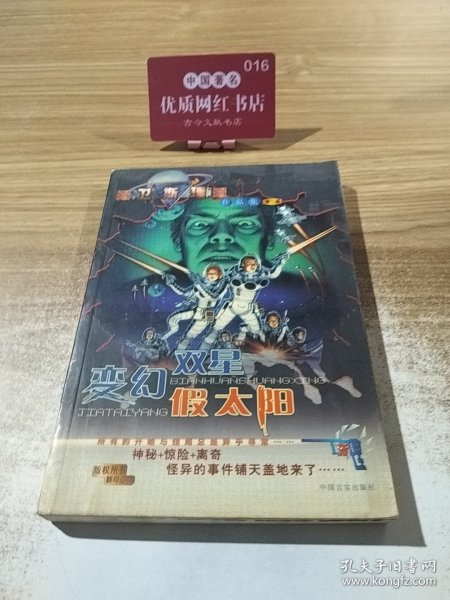 016
中国著名
优质网红书店
古今文献书店
卫斯理
作品集
变幻双星
BIANHUANSHUANGXING
JIATAIYANG
假太阳
所有的开始与结局总是异乎寻常……
神秘+惊险+离奇
怪异的事件铺天盖地来了……
版权所有
翻印必究
中国言实出版社
孔夫子旧书网
www.kongfz.com